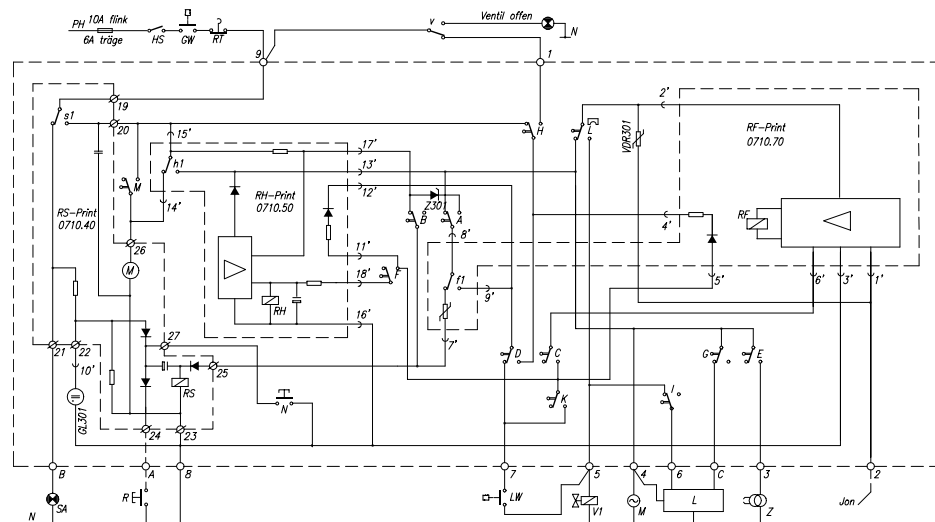 PH 10A flink
6A träge
HS
GW
RT
9
v
Ventil offen
N
1
19
s1
20
15'
17'
H
L
2'
VDR301
RF-Print
0710.70
h1
13'
12'
M
14'
RS-Print
0710.40
RH-Print
0710.50
Z301
B
A
8'
4'
RF
26
M
11'
F
f1
5'
6'
3'
1'
18'
9'
RH
16'
7'
21
22
27
25
10'
RS
D
C
G
E
K
I
GL301
N
24
23
B
A
8
7
5
4
6
C
3
2
SA
N
R
LW
V1
M
L
Z
Jon